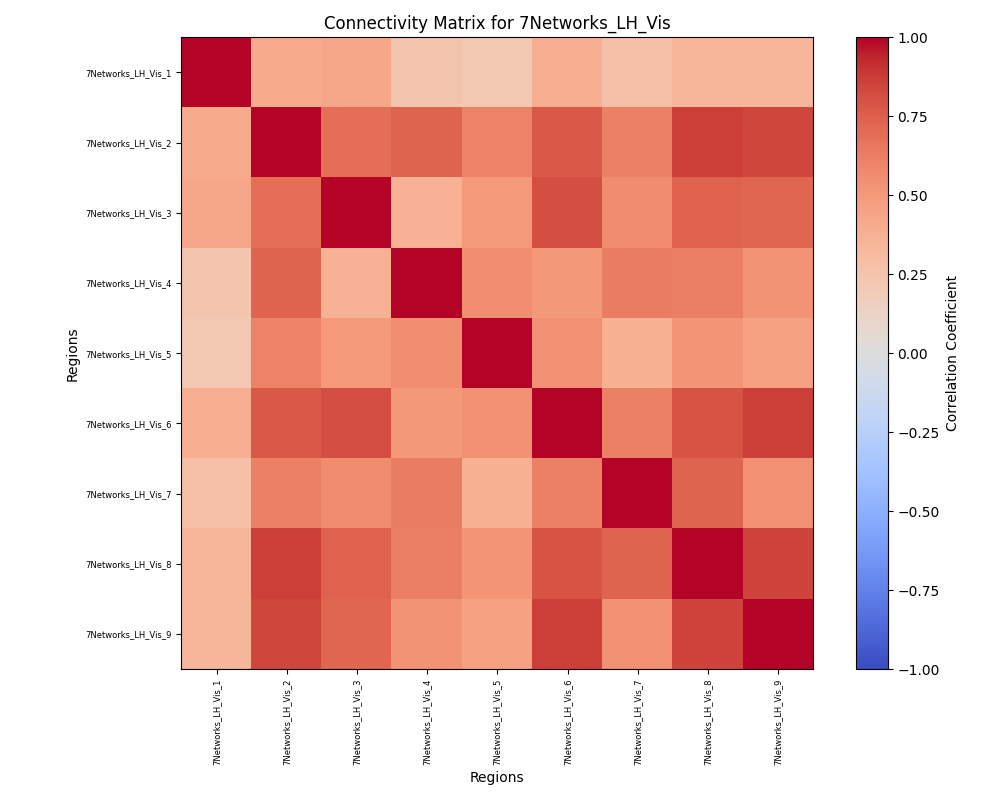 Connectivity Matrix for 7Networks_LH_Vis
7Networks_LH_Vis_1
7Networks_LH_Vis_2
7Networks_LH_Vis_3
7Networks_LH_Vis_4
7Networks_LH_Vis_5
7Networks_LH_Vis_6
7Networks_LH_Vis_7
7Networks_LH_Vis_8
7Networks_LH_Vis_9
Regions
7Networks_LH_Vis_1
7Networks_LH_Vis_2
7Networks_LH_Vis_3
7Networks_LH_Vis_4
7Networks_LH_Vis_5
7Networks_LH_Vis_6
7Networks_LH_Vis_7
7Networks_LH_Vis_8
7Networks_LH_Vis_9
Regions
1.00
0.75
0.50
0.25
0.00
−0.25
−0.50
−0.75
−1.00
Correlation Coefficient